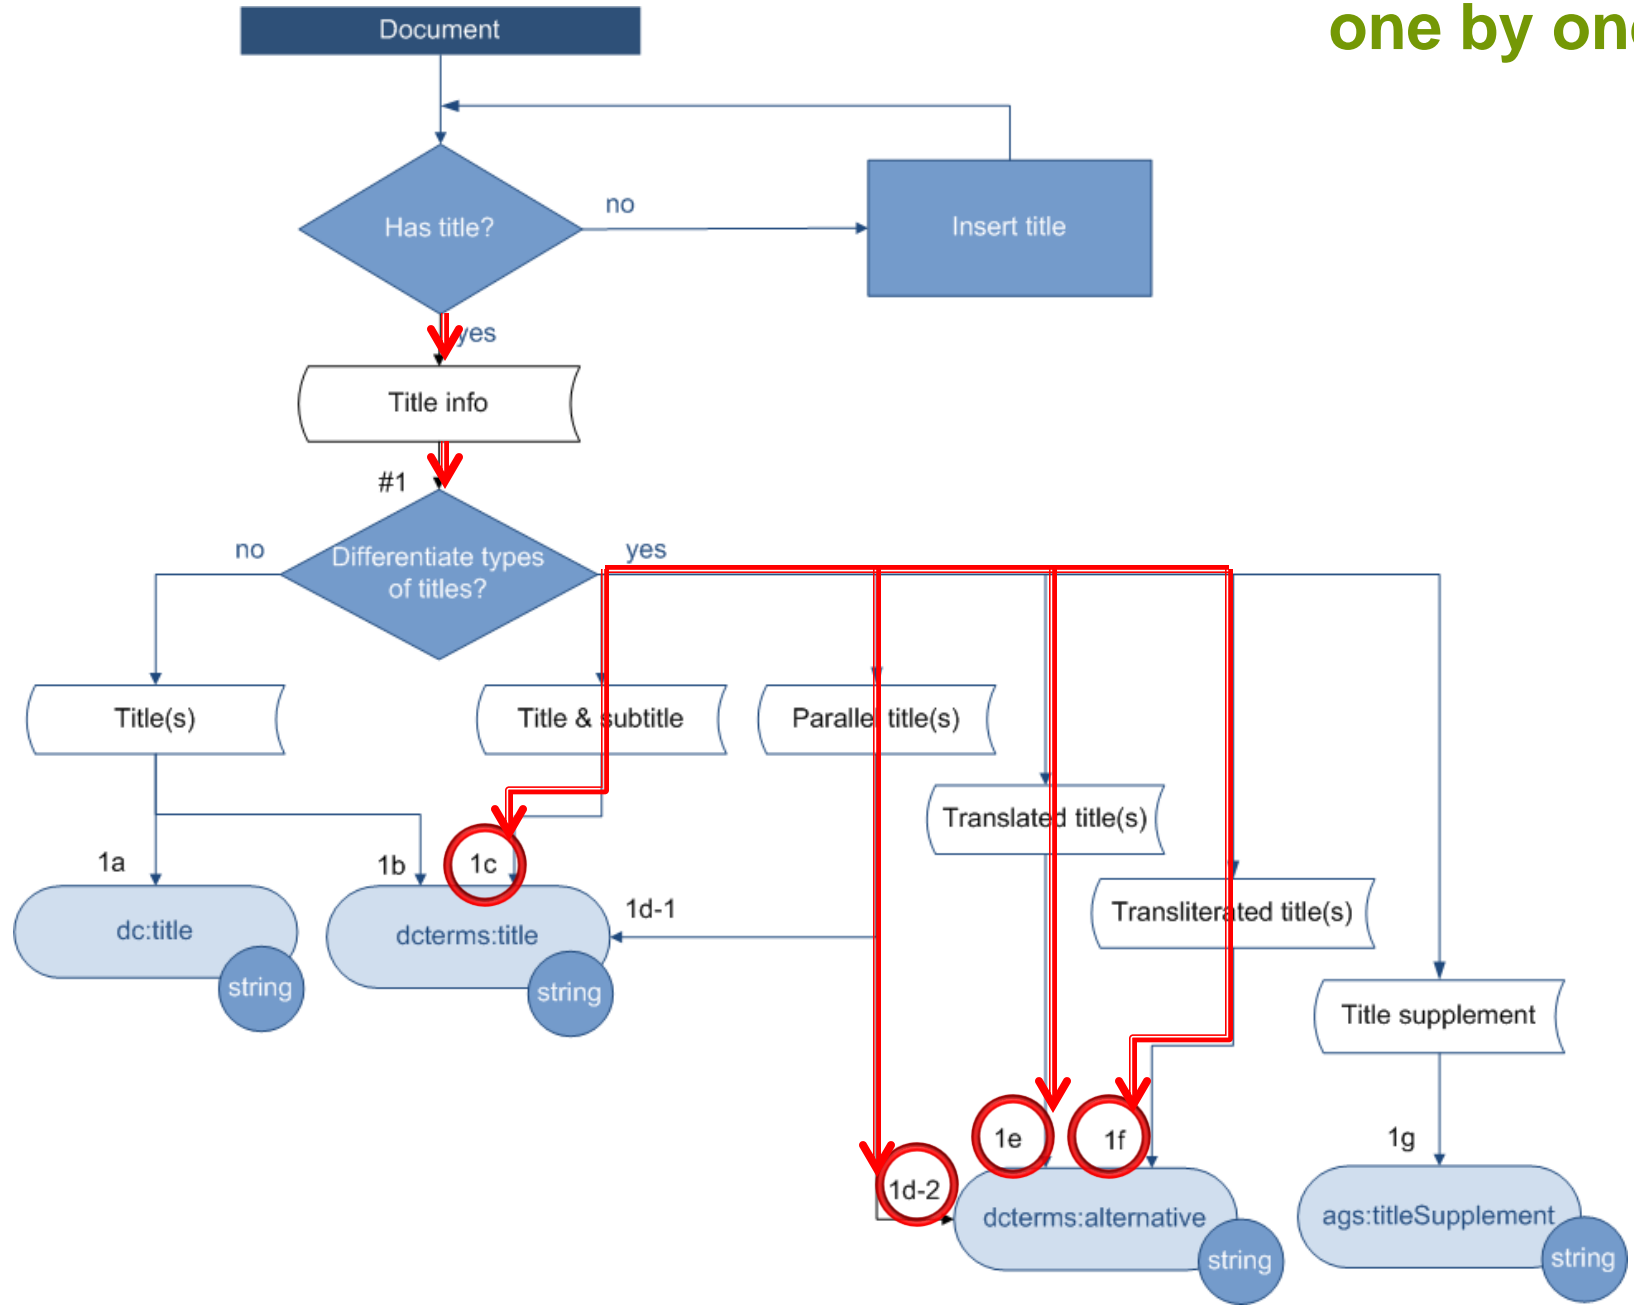 one by one
Document
Has title?
no
Insert title
yes
Title info
#1
no
Differentiate types
of titles?
yes
Title(s)
Title & subtitle
Parallel title(s)
Translated title(s)
Transliterated title(s)
Title supplement
1a
1b
1c
1d-1
dc:title
string
dcterms:title
string
1e
1f
1g
1d-2
dcterms:alternative
string
ags:titleSupplement
string